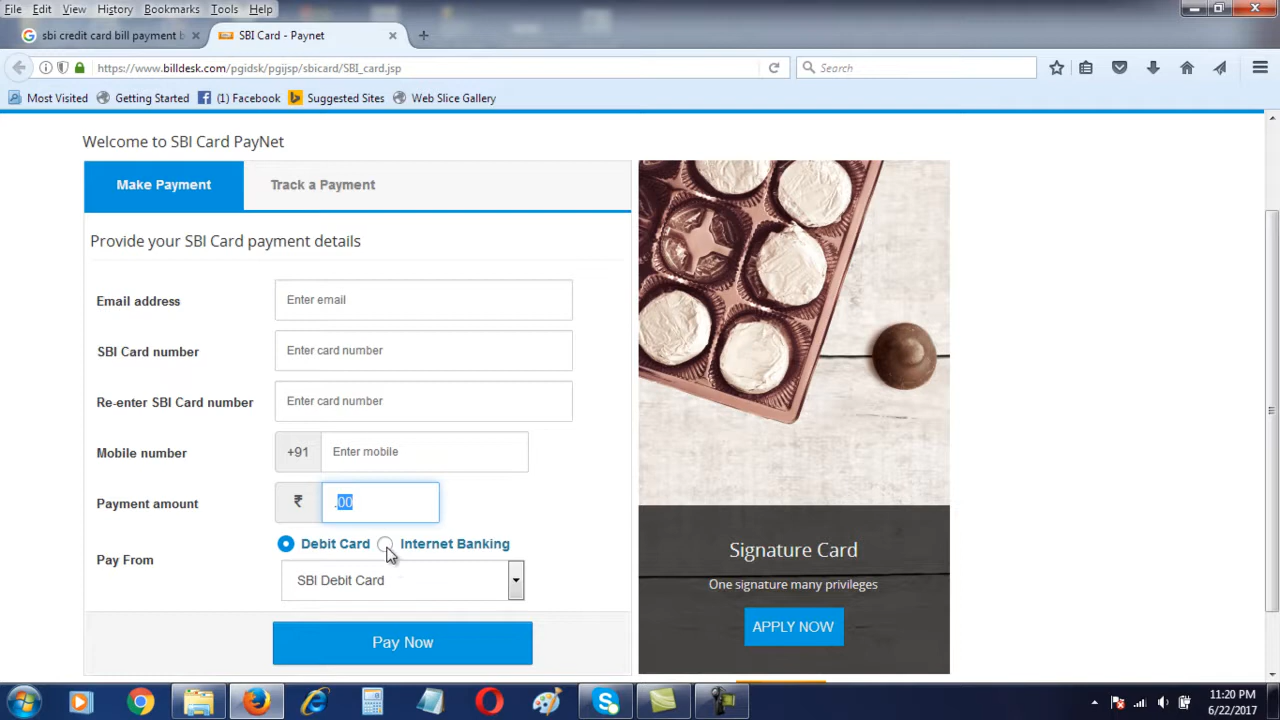 File Edit View History Bookmarks Tools Help
sbi credit card bill payment b
SBI Card - Paynet
https://www.billdesk.com/pgidsk/pgijsp/sbicard/SBI_card.jsp
Search
Most Visited Getting Started (1) Facebook Suggested Sites Web Slice Gallery
Welcome to SBI Card PayNet
Make Payment Track a Payment
Provide your SBI Card payment details
Email address Enter email
SBI Card number Enter card number
Re-enter SBI Card number Enter card number
Mobile number +91 Enter mobile
Payment amount ₹ .00
Pay From Debit Card Internet Banking
SBI Debit Card
Pay Now
Signature Card
One signature many privileges
APPLY NOW
11:20 PM
6/22/2017